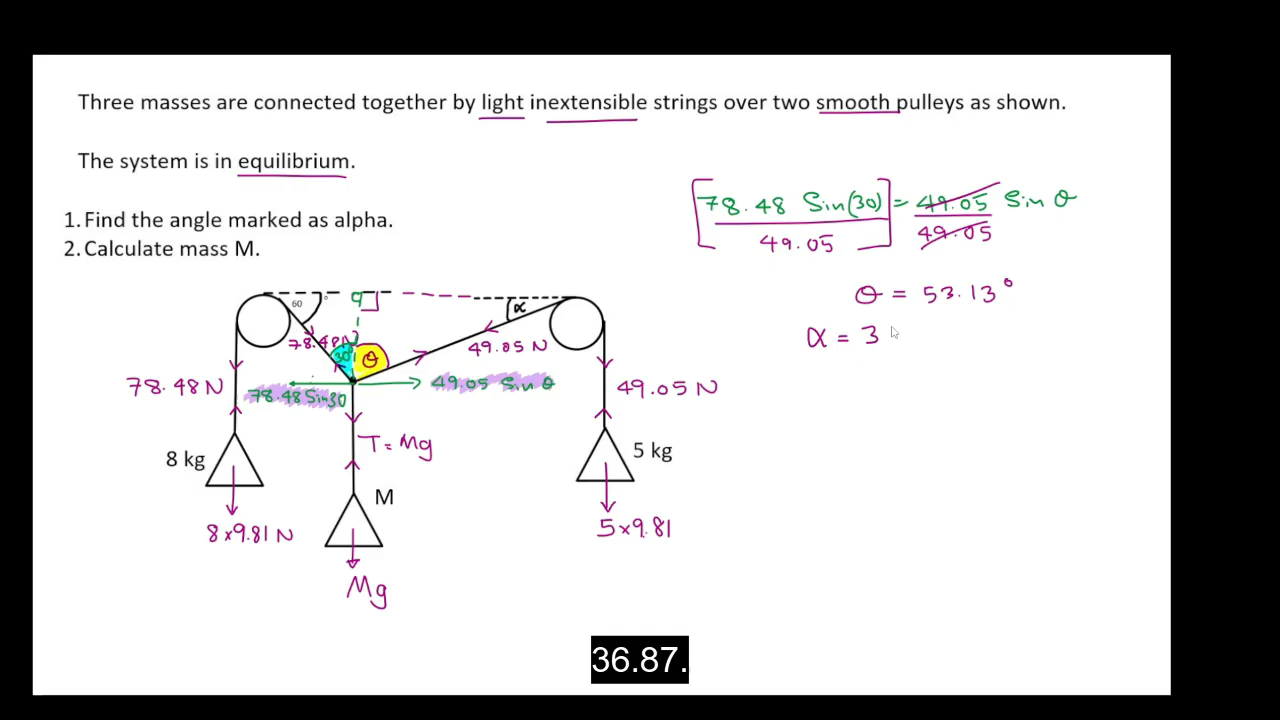 Three masses are connected together by light inextensible strings over two smooth pulleys as shown.
The system is in equilibrium.
1. Find the angle marked as alpha.
2. Calculate mass M.
78.48 Sin(30) = 49.05 Sin θ
49.05 49.05
θ = 53.13°
α = 3
60 °
α
78.48N
30°
θ
49.05 N
78.48 N
78.48 Sin30
49.05 Sin θ
49.05 N
T = Mg
8 kg
5 kg
M
8×9.81 N
5×9.81
Mg
36.87.